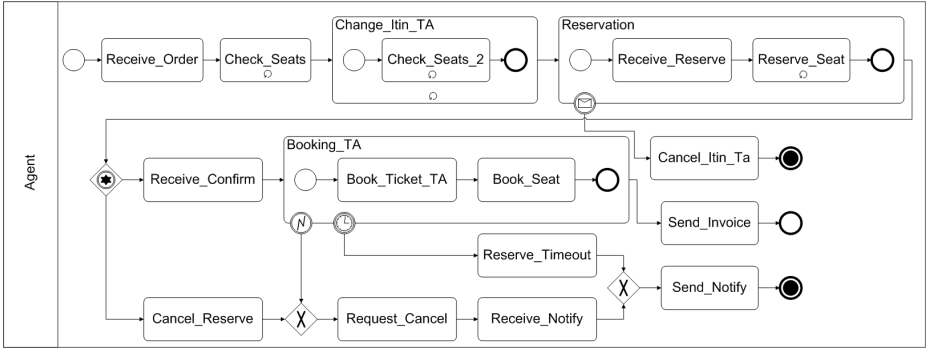 Agent
Change_Itin_TA
Reservation
Receive_Order
Check_Seats
Check_Seats_2
Receive_Reserve
Reserve_Seat
Booking_TA
Cancel_Itin_Ta
Receive_Confirm
Book_Ticket_TA
Book_Seat
Send_Invoice
Reserve_Timeout
Send_Notify
Cancel_Reserve
Request_Cancel
Receive_Notify